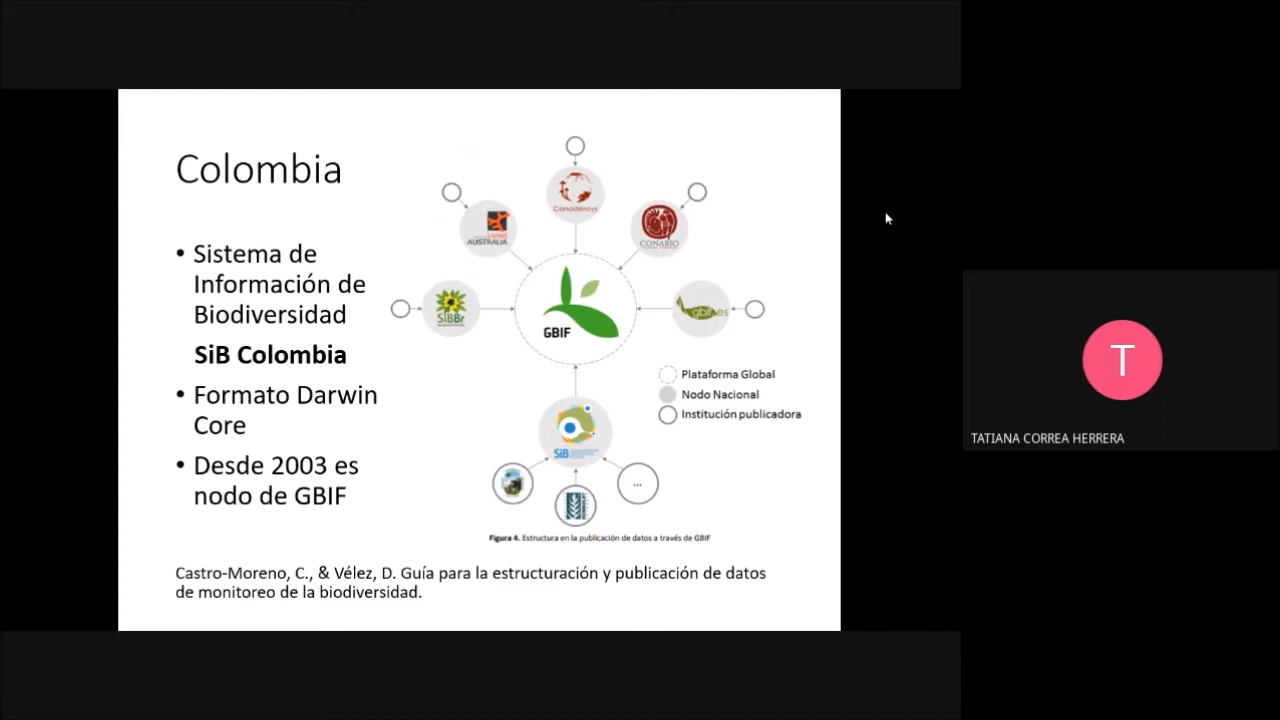 Colombia
• Sistema de
Información de
Biodiversidad
SiB Colombia
• Formato Darwin
Core
• Desde 2003 es
nodo de GBIF
Canadensys
LIVING
AUSTRALIA
CONABIO
SiBBr
GBIF
gbif.es
Plataforma Global
Nodo Nacional
Institución publicadora
SiB
HUMBOLDT
...
Figura 4. Estructura en la publicación de datos a través de GBIF
Castro-Moreno, C., & Vélez, D. Guía para la estructuración y publicación de datos
de monitoreo de la biodiversidad.
T
TATIANA CORREA HERRERA